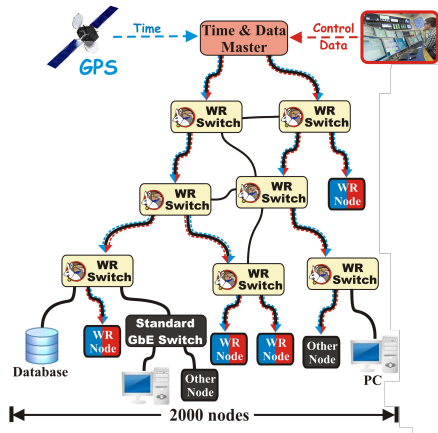 GPS
Time
Time & Data
Master
Control
Data
WR
Switch
WR
Switch
WR
Switch
WR
Switch
WR
Node
WR
Switch
WR
Switch
WR
Switch
Database
WR
Node
Standard
GbE Switch
Other
Node
WR
Node
WR
Node
Other
Node
PC
2000 nodes